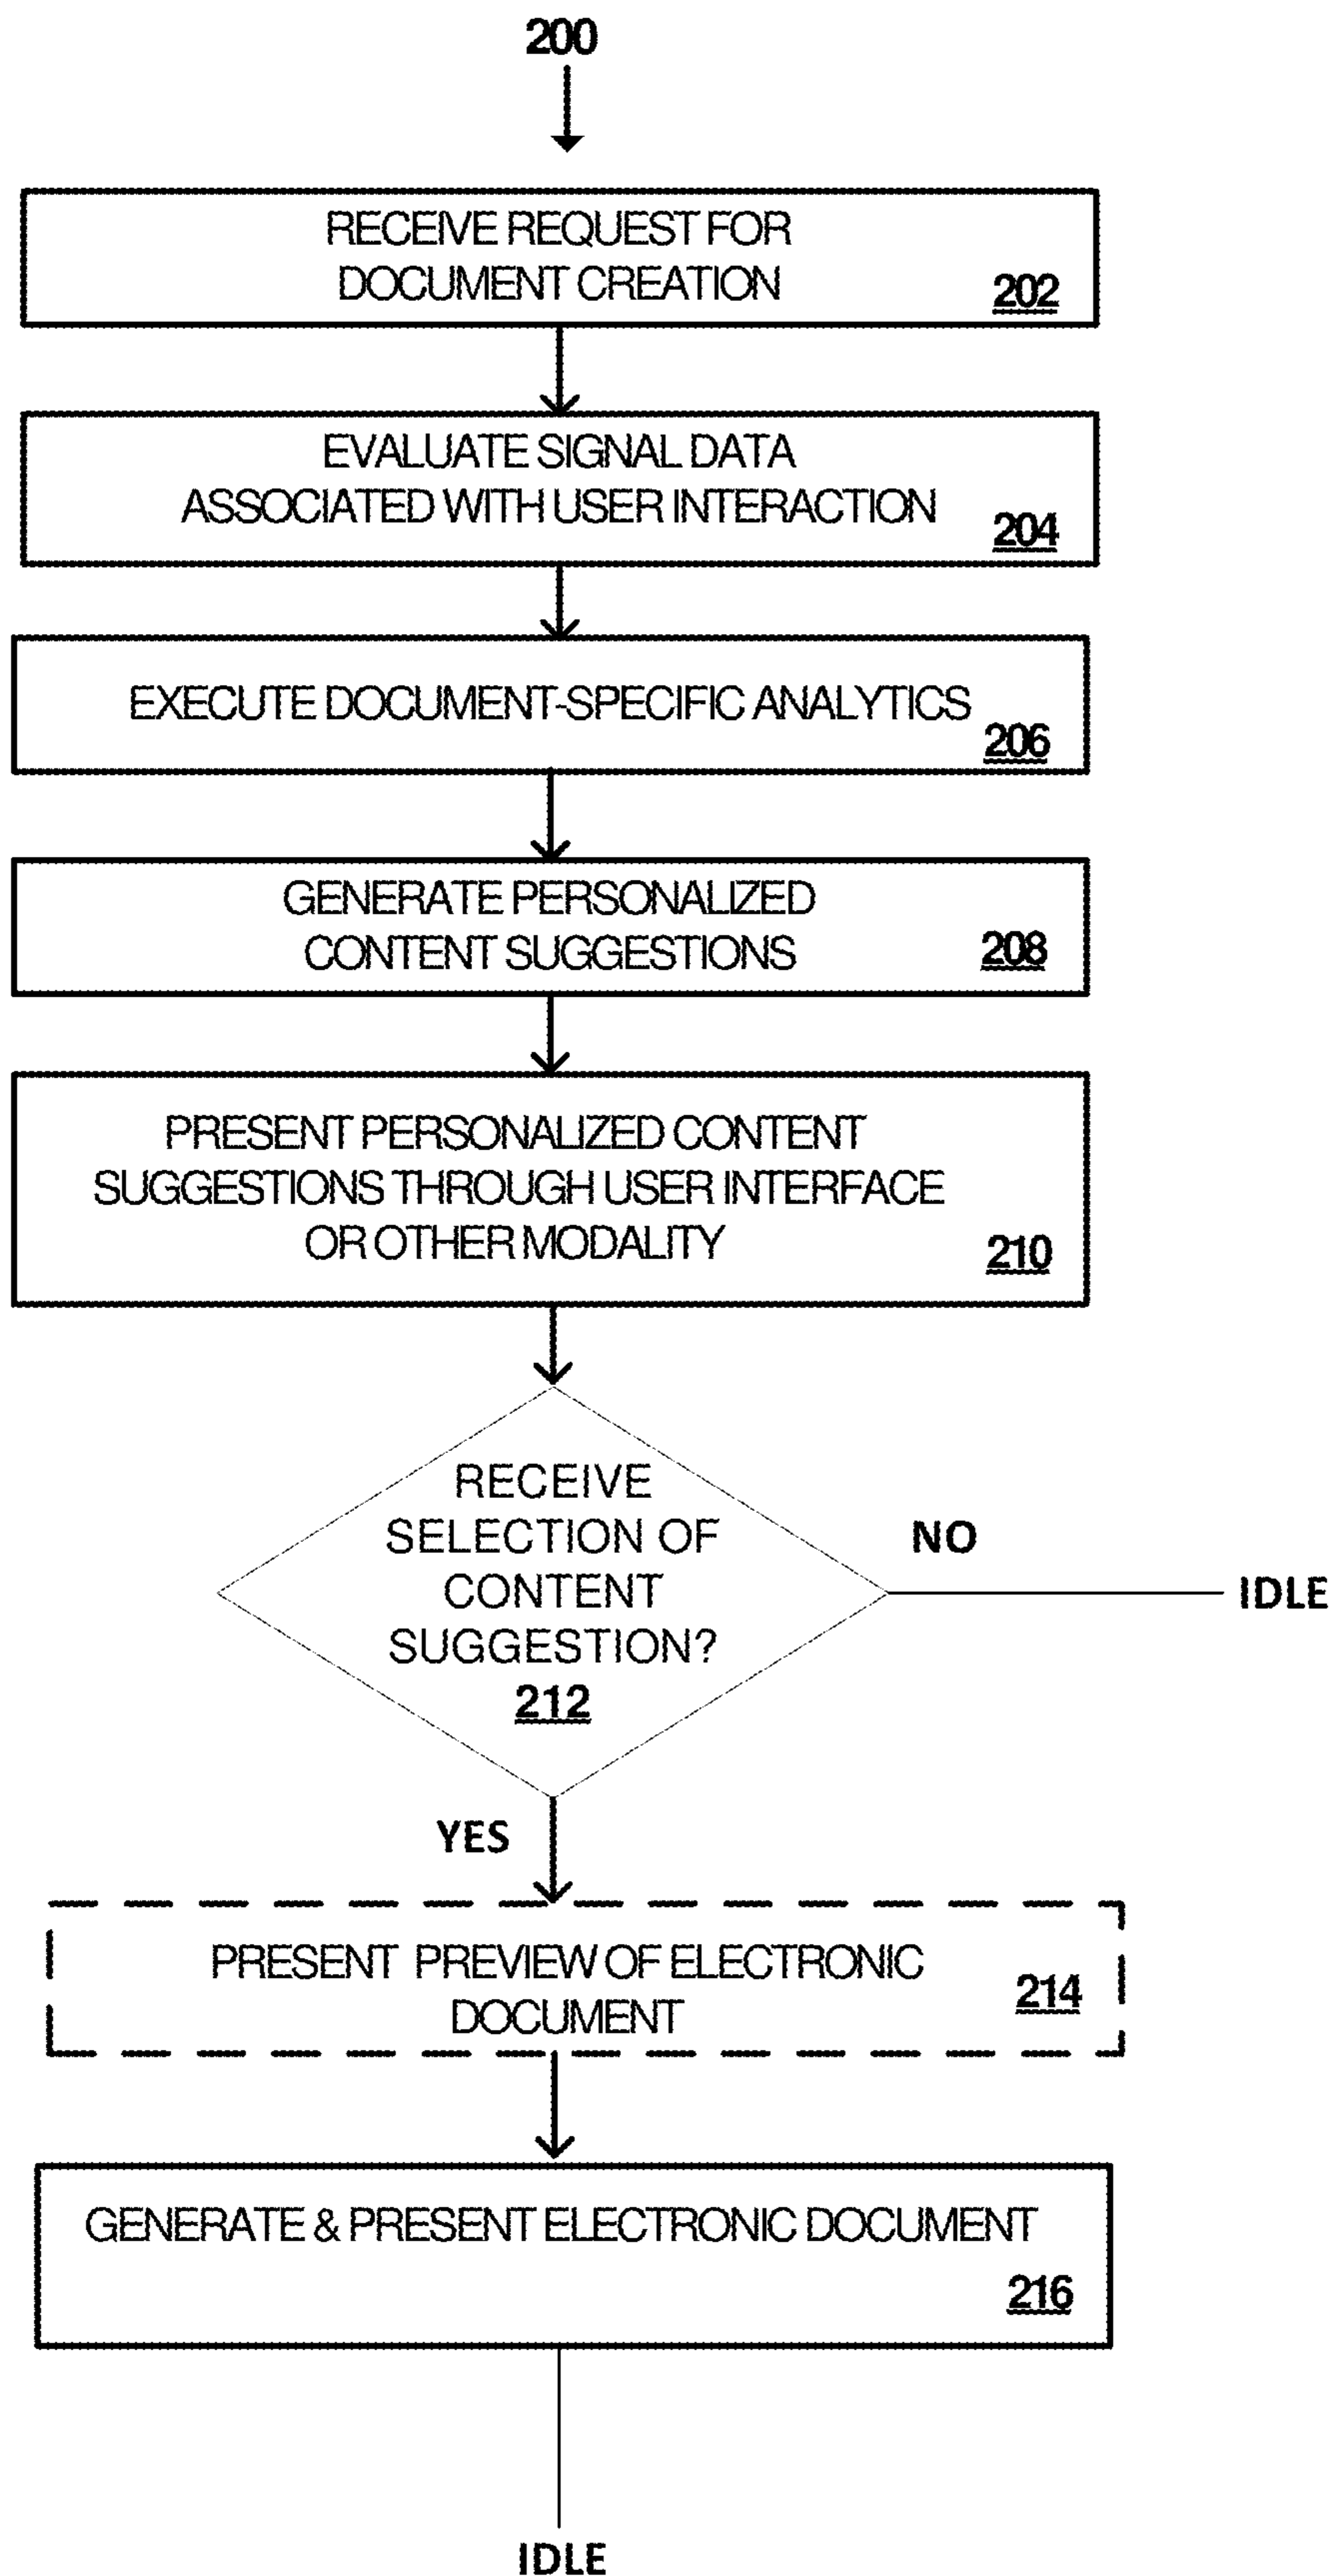 200
RECEIVE REQUEST FOR
DOCUMENT CREATION
202
EVALUATE SIGNAL DATA
ASSOCIATED WITH USER INTERACTION
204
EXECUTE DOCUMENT-SPECIFIC ANALYTICS
206
GENERATE PERSONALIZED
CONTENT SUGGESTIONS
208
PRESENT PERSONALIZED CONTENT
SUGGESTIONS THROUGH USER INTERFACE
OR OTHER MODALITY
210
RECEIVE
SELECTION OF
CONTENT
SUGGESTION?
212
NO
IDLE
YES
PRESENT PREVIEW OF ELECTRONIC
DOCUMENT
214
GENERATE & PRESENT ELECTRONIC DOCUMENT
216
IDLE